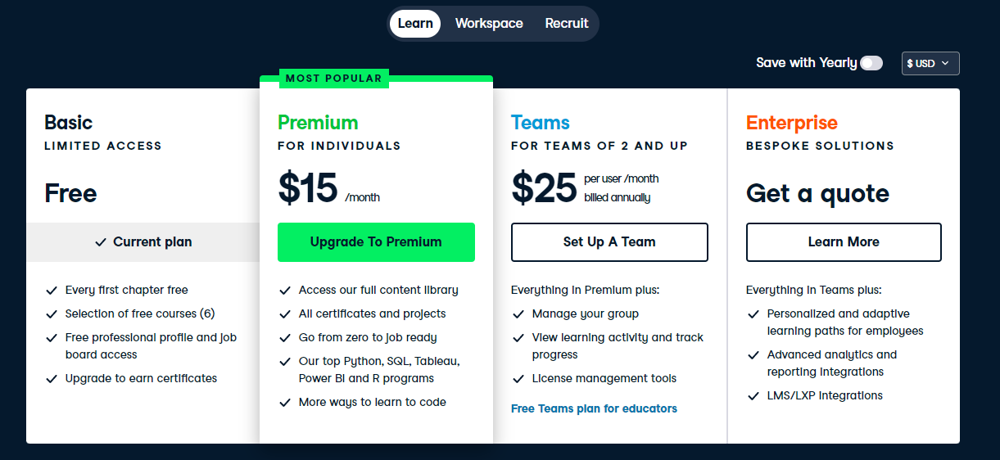 Learn Workspace Recruit
Save with Yearly $ USD
MOST POPULAR
Basic
LIMITED ACCESS
Free
Current plan
Every first chapter free
Selection of free courses (6)
Free professional profile and job
board access
Upgrade to earn certificates
Premium
FOR INDIVIDUALS
$15 /month
Upgrade To Premium
Access our full content library
All certificates and projects
Go from zero to job ready
Our top Python, SQL, Tableau,
Power BI and R programs
More ways to learn to code
Teams
FOR TEAMS OF 2 AND UP
$25 per user /month
billed annually
Set Up A Team
Everything in Premium plus:
Manage your group
View learning activity and track
progress
License management tools
Free Teams plan for educators
Enterprise
BESPOKE SOLUTIONS
Get a quote
Learn More
Everything in Teams plus:
Personalized and adaptive
learning paths for employees
Advanced analytics and
reporting integrations
LMS/LXP integrations